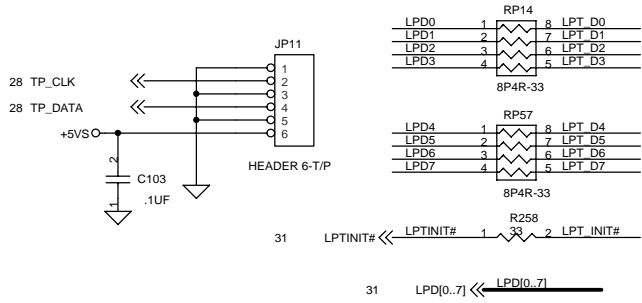 RP14
LPD0 1 8 LPT_D0
LPD1 2 7 LPT_D1
LPD2 3 6 LPT_D2
LPD3 4 5 LPT_D3
8P4R-33
JP11
1
28 TP_CLK 2
3
28 TP_DATA 4
5
+5VS 6
HEADER 6-T/P
2
C103
.1UF
1
RP57
LPD4 1 8 LPT_D4
LPD5 2 7 LPT_D5
LPD6 3 6 LPT_D6
LPD7 4 5 LPT_D7
8P4R-33
R258
33
31 LPTINIT# LPTINIT# 1 2 LPT_INIT#
31 LPD[0..7] LPD[0..7]